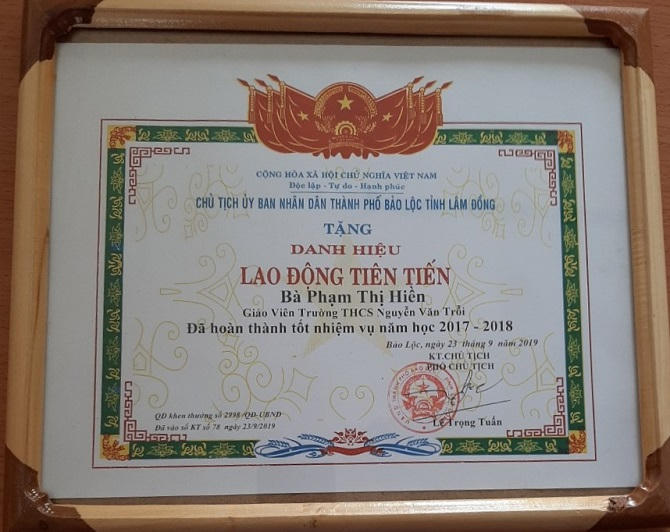 CỘNG HÒA XÃ HỘI CHỦ NGHĨA VIỆT NAM
Độc lập - Tự do - Hạnh phúc
CHỦ TỊCH ỦY BAN NHÂN DÂN THÀNH PHỐ BẢO LỘC TỈNH LÂM ĐỒNG
TẶNG
DANH HIỆU
LAO ĐỘNG TIÊN TIẾN
Bà Phạm Thị Hiền
Giáo Viên Trường THCS Nguyễn Văn Trỗi
Đã hoàn thành tốt nhiệm vụ năm học 2017 - 2018
Bảo Lộc, ngày 23 tháng 9 năm 2019
KT.CHỦ TỊCH
PHÓ CHỦ TỊCH
QĐ khen thưởng số 2998/QĐ-UBND
Đã vào sổ KT số 78 ngày 23/9/2019
Lê Trọng Tuấn